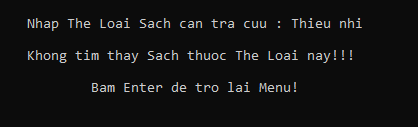 Nhap The Loai Sach can tra cuu : Thieu nhi
Khong tim thay Sach thuoc The Loai nay!!!
Bam Enter de tro lai Menu!